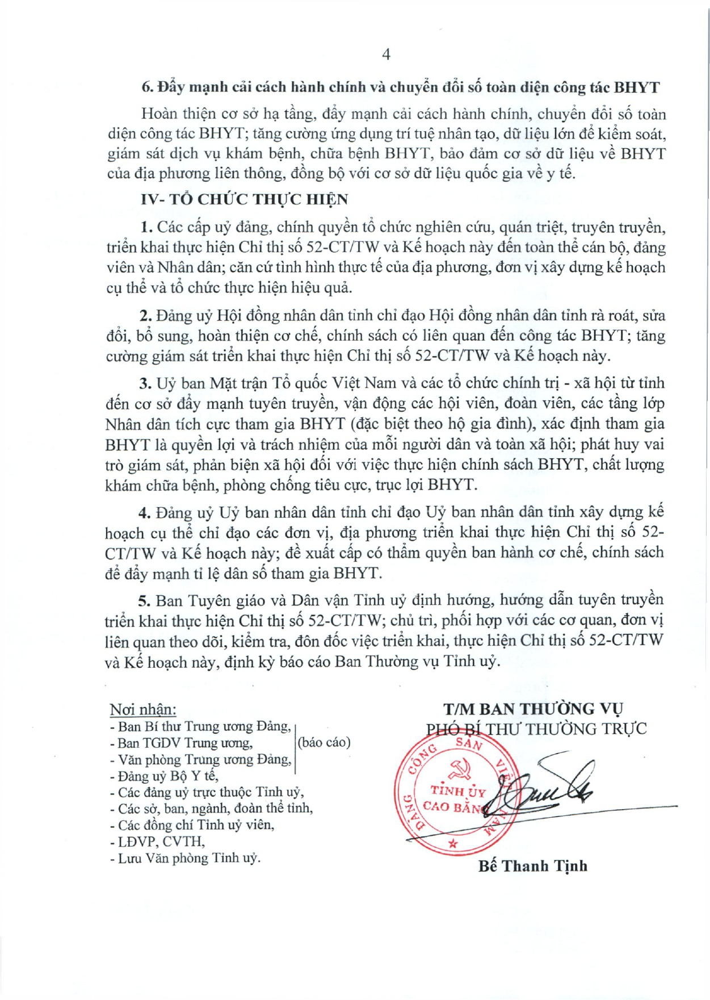 4
6. Đẩy mạnh cải cách hành chính và chuyển đổi số toàn diện công tác BHYT
Hoàn thiện cơ sở hạ tầng, đẩy mạnh cải cách hành chính, chuyển đổi số toàn
diện công tác BHYT; tăng cường ứng dụng trí tuệ nhân tạo, dữ liệu lớn để kiểm soát,
giám sát dịch vụ khám bệnh, chữa bệnh BHYT, bảo đảm cơ sở dữ liệu về BHYT
của địa phương liên thông, đồng bộ với cơ sở dữ liệu quốc gia về y tế.
IV- TỔ CHỨC THỰC HIỆN
1. Các cấp uỷ đảng, chính quyền tổ chức nghiên cứu, quán triệt, truyên truyền,
triển khai thực hiện Chỉ thị số 52-CT/TW và Kế hoạch này đến toàn thể cán bộ, đảng
viên và Nhân dân; căn cứ tình hình thực tế của địa phương, đơn vị xây dựng kế hoạch
cụ thể và tổ chức thực hiện hiệu quả.
2. Đảng uỷ Hội đồng nhân dân tỉnh chỉ đạo Hội đồng nhân dân tỉnh rà roát, sửa
đổi, bổ sung, hoàn thiện cơ chế, chính sách có liên quan đến công tác BHYT; tăng
cường giám sát triển khai thực hiện Chỉ thị số 52-CT/TW và Kế hoạch này.
3. Uỷ ban Mặt trận Tổ quốc Việt Nam và các tổ chức chính trị - xã hội từ tỉnh
đến cơ sở đẩy mạnh tuyên truyền, vận động các hội viên, đoàn viên, các tầng lớp
Nhân dân tích cực tham gia BHYT (đặc biệt theo hộ gia đình), xác định tham gia
BHYT là quyền lợi và trách nhiệm của mỗi người dân và toàn xã hội; phát huy vai
trò giám sát, phản biện xã hội đối với việc thực hiện chính sách BHYT, chất lượng
khám chữa bệnh, phòng chống tiêu cực, trục lợi BHYT.
4. Đảng uỷ Uỷ ban nhân dân tỉnh chỉ đạo Uỷ ban nhân dân tỉnh xây dựng kế
hoạch cụ thể chỉ đạo các đơn vị, địa phương triển khai thực hiện Chỉ thị số 52-
CT/TW và Kế hoạch này; đề xuất cấp có thẩm quyền ban hành cơ chế, chính sách
để đẩy mạnh tỉ lệ dân số tham gia BHYT.
5. Ban Tuyên giáo và Dân vận Tỉnh uỷ định hướng, hướng dẫn tuyên truyền
triển khai thực hiện Chỉ thị số 52-CT/TW; chủ trì, phối hợp với các cơ quan, đơn vị
liên quan theo dõi, kiểm tra, đôn đốc việc triển khai, thực hiện Chỉ thị số 52-CT/TW
và Kế hoạch này, định kỳ báo cáo Ban Thường vụ Tỉnh uỷ.
Nơi nhận:
- Ban Bí thư Trung ương Đảng,
- Ban TGDV Trung ương,
(báo cáo)
- Văn phòng Trung ương Đảng,
- Đảng uỷ Bộ Y tế,
- Các đảng uỷ trực thuộc Tỉnh uỷ,
- Các sở, ban, ngành, đoàn thể tỉnh,
- Các đồng chí Tỉnh uỷ viên,
- LĐVP, CVTH,
- Lưu Văn phòng Tỉnh uỷ.
T/M BAN THƯỜNG VỤ
PHÓ BÍ THƯ THƯỜNG TRỰC
ĐẢNG CỘNG SẢN VIỆT NAM
TỈNH ỦY
CAO BẰNG
Bế Thanh Tịnh